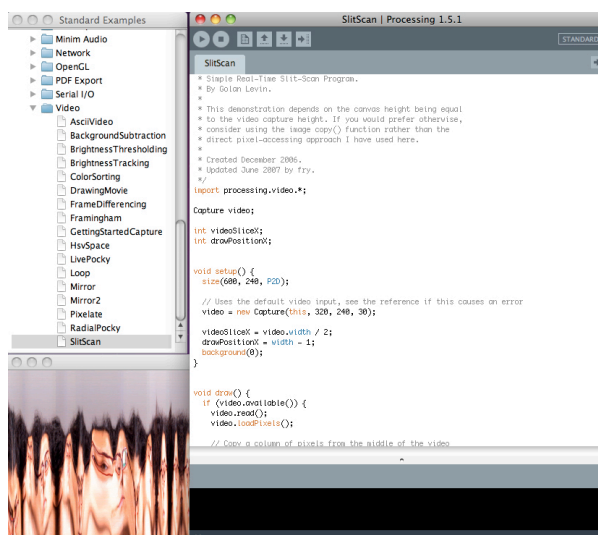 Standard Examples
Minim Audio
Network
OpenGL
PDF Export
Serial I/O
Video
AsciiVideo
BackgroundSubtraction
BrightnessThresholding
BrightnessTracking
ColorSorting
DrawingMovie
FrameDifferencing
Framingham
GettingStartedCapture
HsvSpace
LivePocky
Loop
Mirror
Mirror2
Pixelate
RadialPocky
SlitScan
SlitScan | Processing 1.5.1
STANDARD
SlitScan
* Simple Real-Time Slit-Scan Program.
* By Golan Levin.
*
* This demonstration depends on the canvas height being equal
* to the video capture height. If you would prefer otherwise,
* consider using the image copy() function rather than the
* direct pixel-accessing approach I have used here.
*
* Created December 2006.
* Updated June 2007 by fry.
*/
import processing.video.*;
Capture video;
int videoSliceX;
int drawPositionX;
void setup() {
size(600, 240, P2D);
// Uses the default video input, see the reference if this causes an error
video = new Capture(this, 320, 240, 30);
videoSliceX = video.width / 2;
drawPositionX = width - 1;
background(0);
}
void draw() {
if (video.available()) {
video.read();
video.loadPixels();
// Copy a column of pixels from the middle of the video